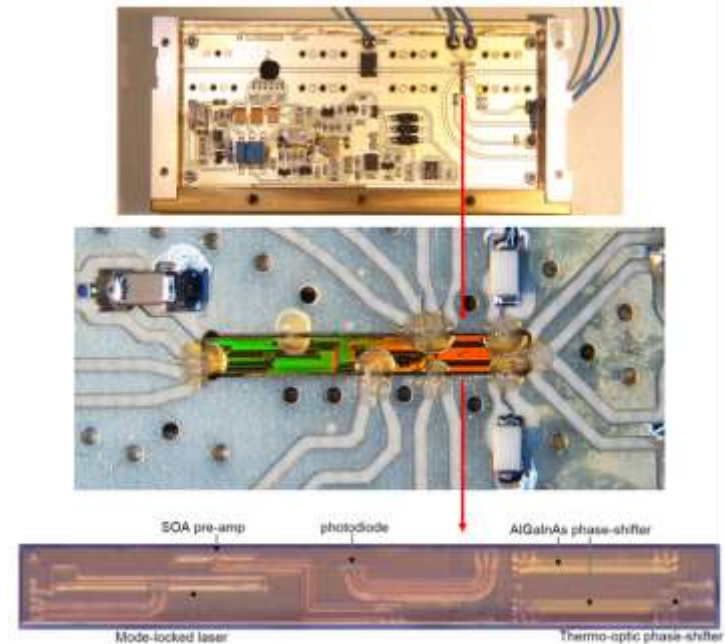 SOA pre-amp
photodiode
AlGaInAs phase-shifter
Mode-locked laser
Thermo-optic phase-shifter